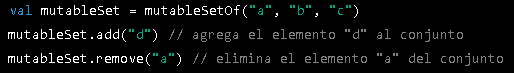 val mutableSet = mutableSetOf("a", "b", "c")
mutableSet.add("d") // agrega el elemento "d" al conjunto
mutableSet.remove("a") // elimina el elemento "a" del conjunto